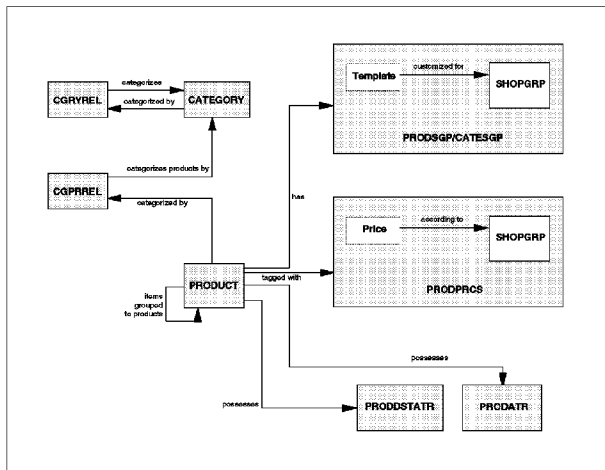 categorizes
CGRYREL
categorized by
CATEGORY
Template
customized for
SHOPGRP
PRODSGP/CATESGP
categorizes products by
CGPRREL
categorized by
has
Price
according to
SHOPGRP
PRODPRCS
tagged with
PRODUCT
items
grouped
to products
possesses
possesses
PRODDSTATR
PRODATR